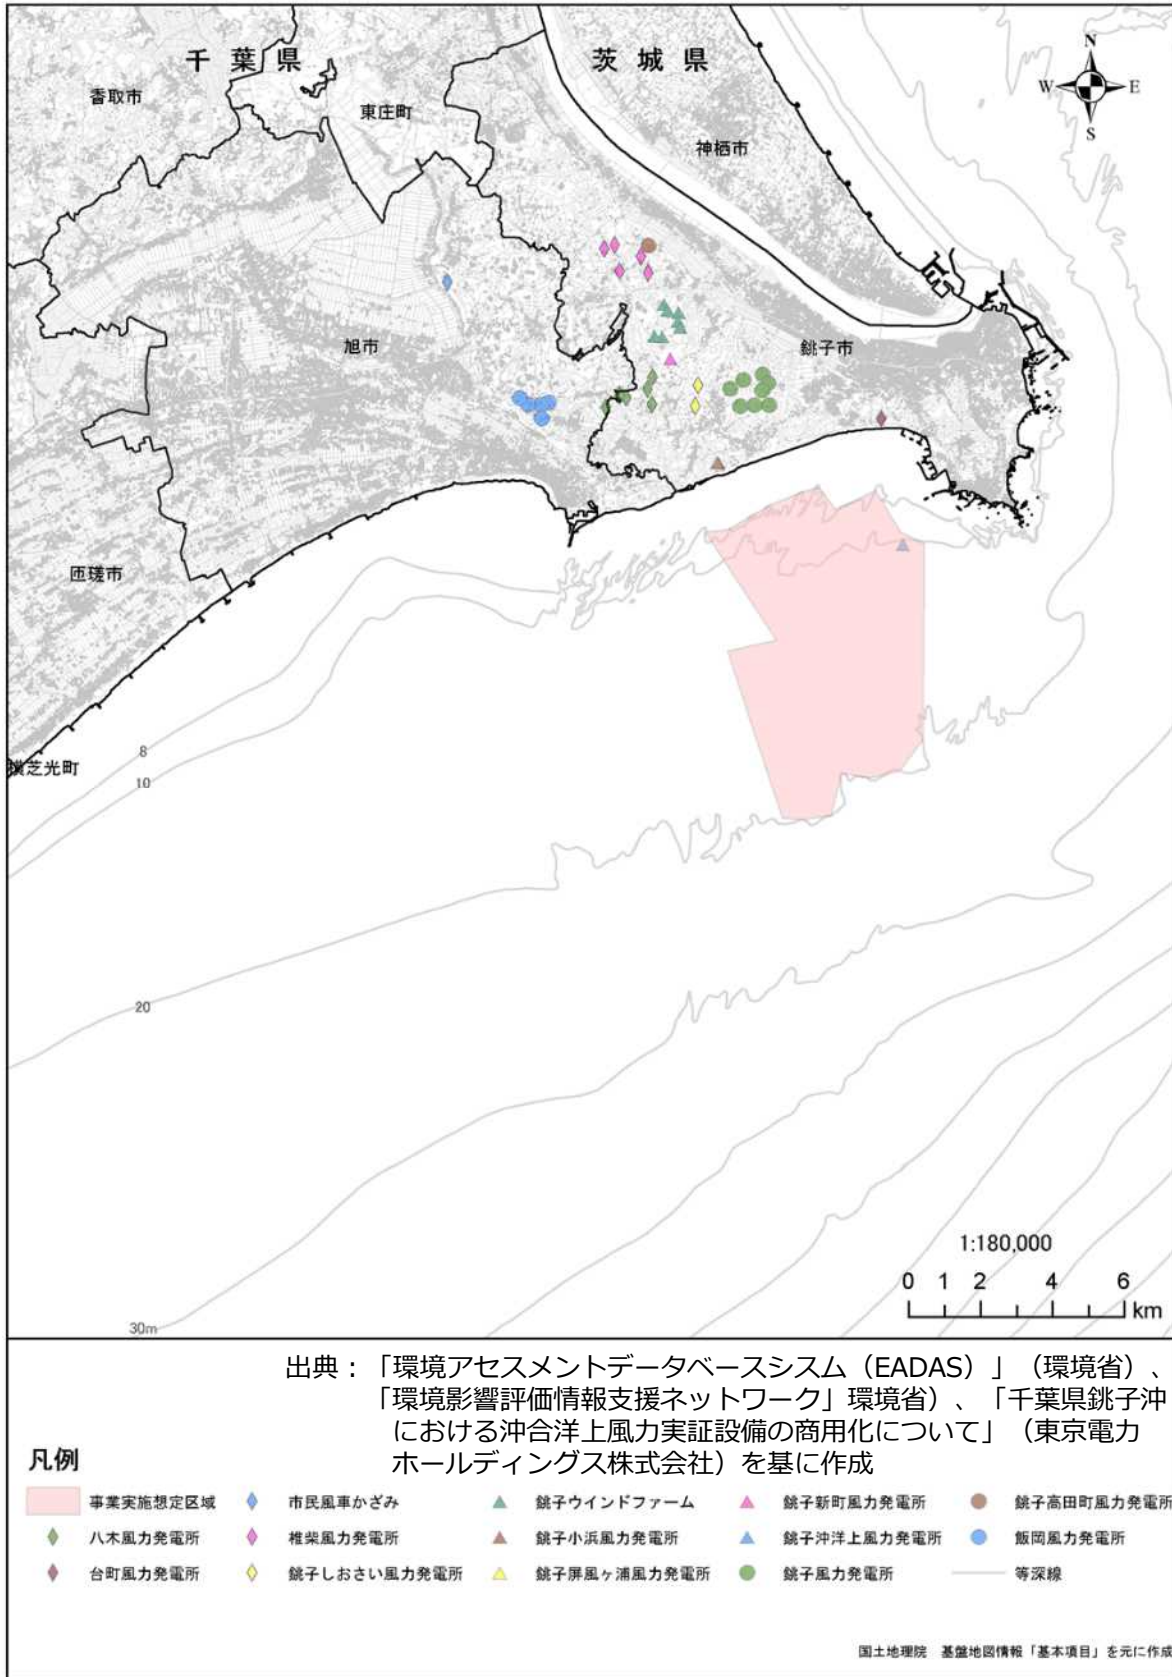 千葉県
茨城県
N
W
E
S
香取市
東庄町
神栖市
旭市
銚子市
匝瑳市
8
横芝光町
10
20
30m
1:180,000
0 1 2 4 6
km
出典:「環境アセスメントデータベースシスム(EADAS)」(環境省)、
「環境影響評価情報支援ネットワーク」環境省)、「千葉県銚子沖
における沖合洋上風力実証設備の商用化について」(東京電力
ホールディングス株式会社)を基に作成
凡例
事業実施想定区域 市民風車かざみ 銚子ウインドファーム 銚子新町風力発電所 銚子高田町風力発電所
八木風力発電所 椎柴風力発電所 銚子小浜風力発電所 銚子沖洋上風力発電所 飯岡風力発電所
台町風力発電所 銚子しおさい風力発電所 銚子屏風ヶ浦風力発電所 銚子風力発電所 等深線
国土地理院 基盤地図情報「基本項目」を元に作成